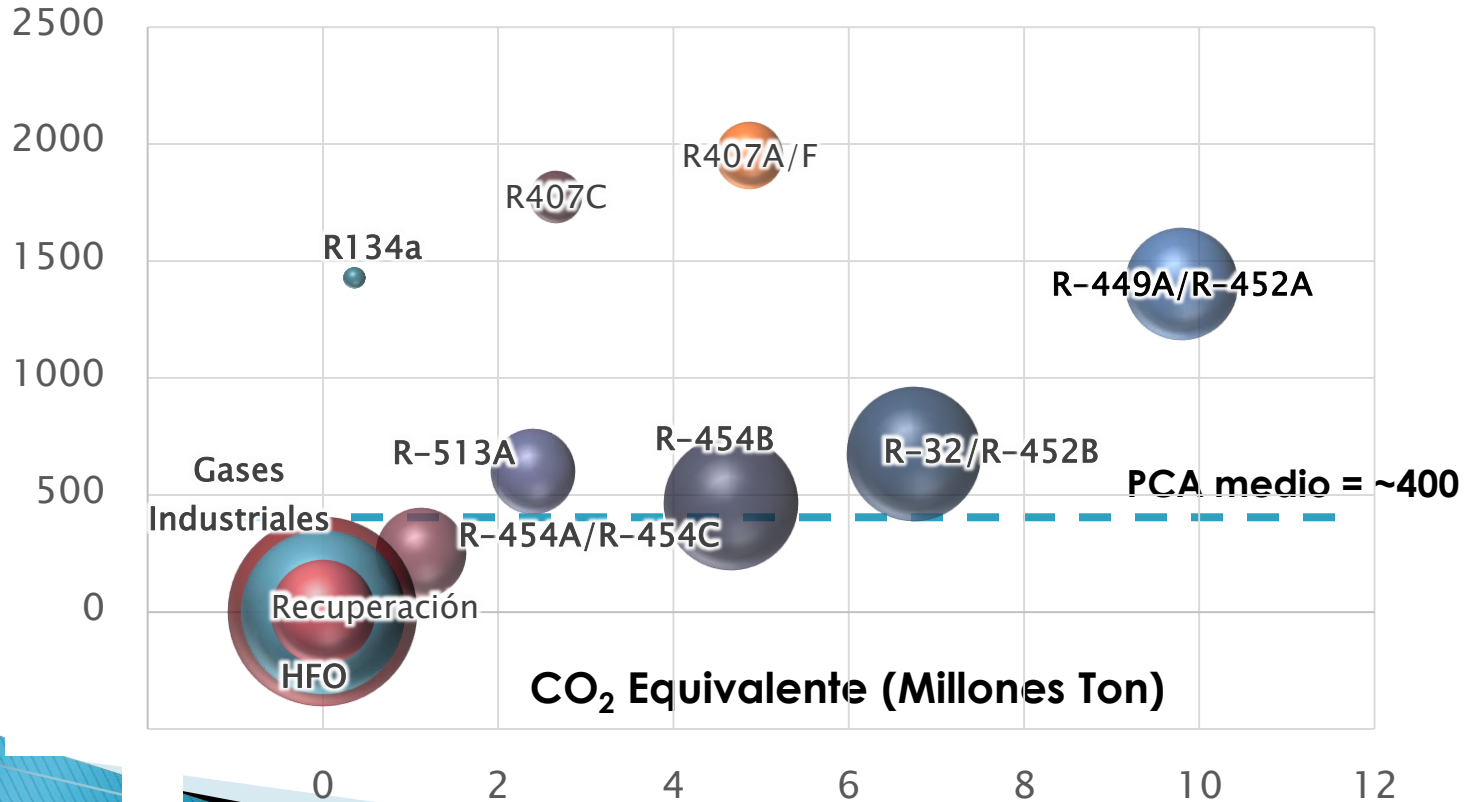 2500
2000
1500
1000
500
0
R407A/F
R407C
R134a
R-449A/R-452A
R-454B
R-513A
R-32/R-452B
Gases
Industriales
PCA medio = ~400
R-454A/R-454C
Recuperación
HFO
CO₂ Equivalente (Millones Ton)
0 2 4 6 8 10 12